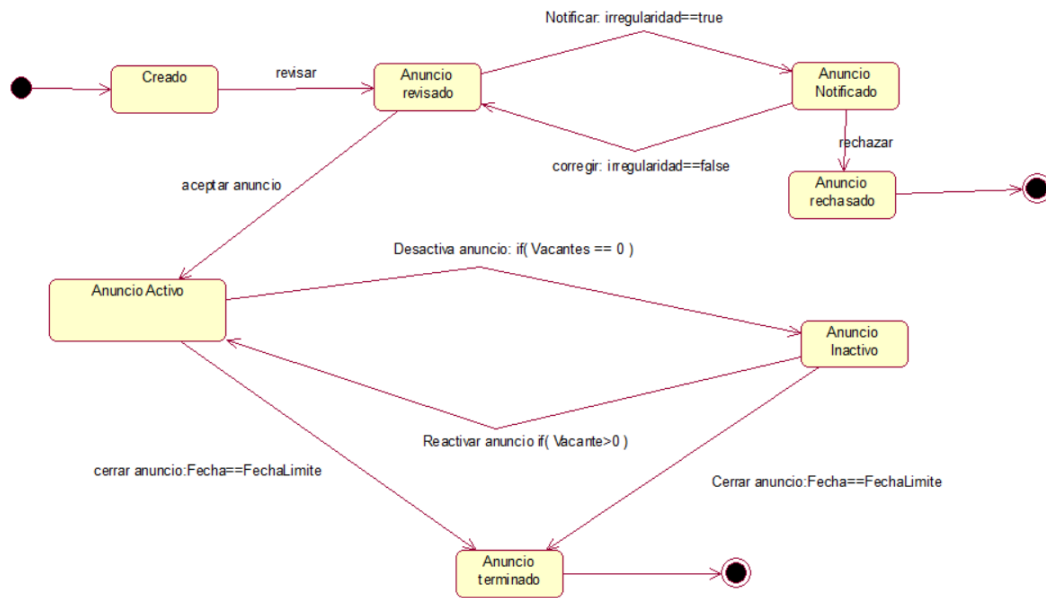 Notificar: irregularidad==true
Creado
revisar
Anuncio
revisado
Anuncio
Notificado
corregir: irregularidad==false
rechazar
aceptar anuncio
Anuncio
rechasado
Desactiva anuncio: if( Vacantes == 0 )
Anuncio Activo
Anuncio
Inactivo
Reactivar anuncio if( Vacante>0 )
cerrar anuncio:Fecha==FechaLimite
Cerrar anuncio:Fecha==FechaLimite
Anuncio
terminado